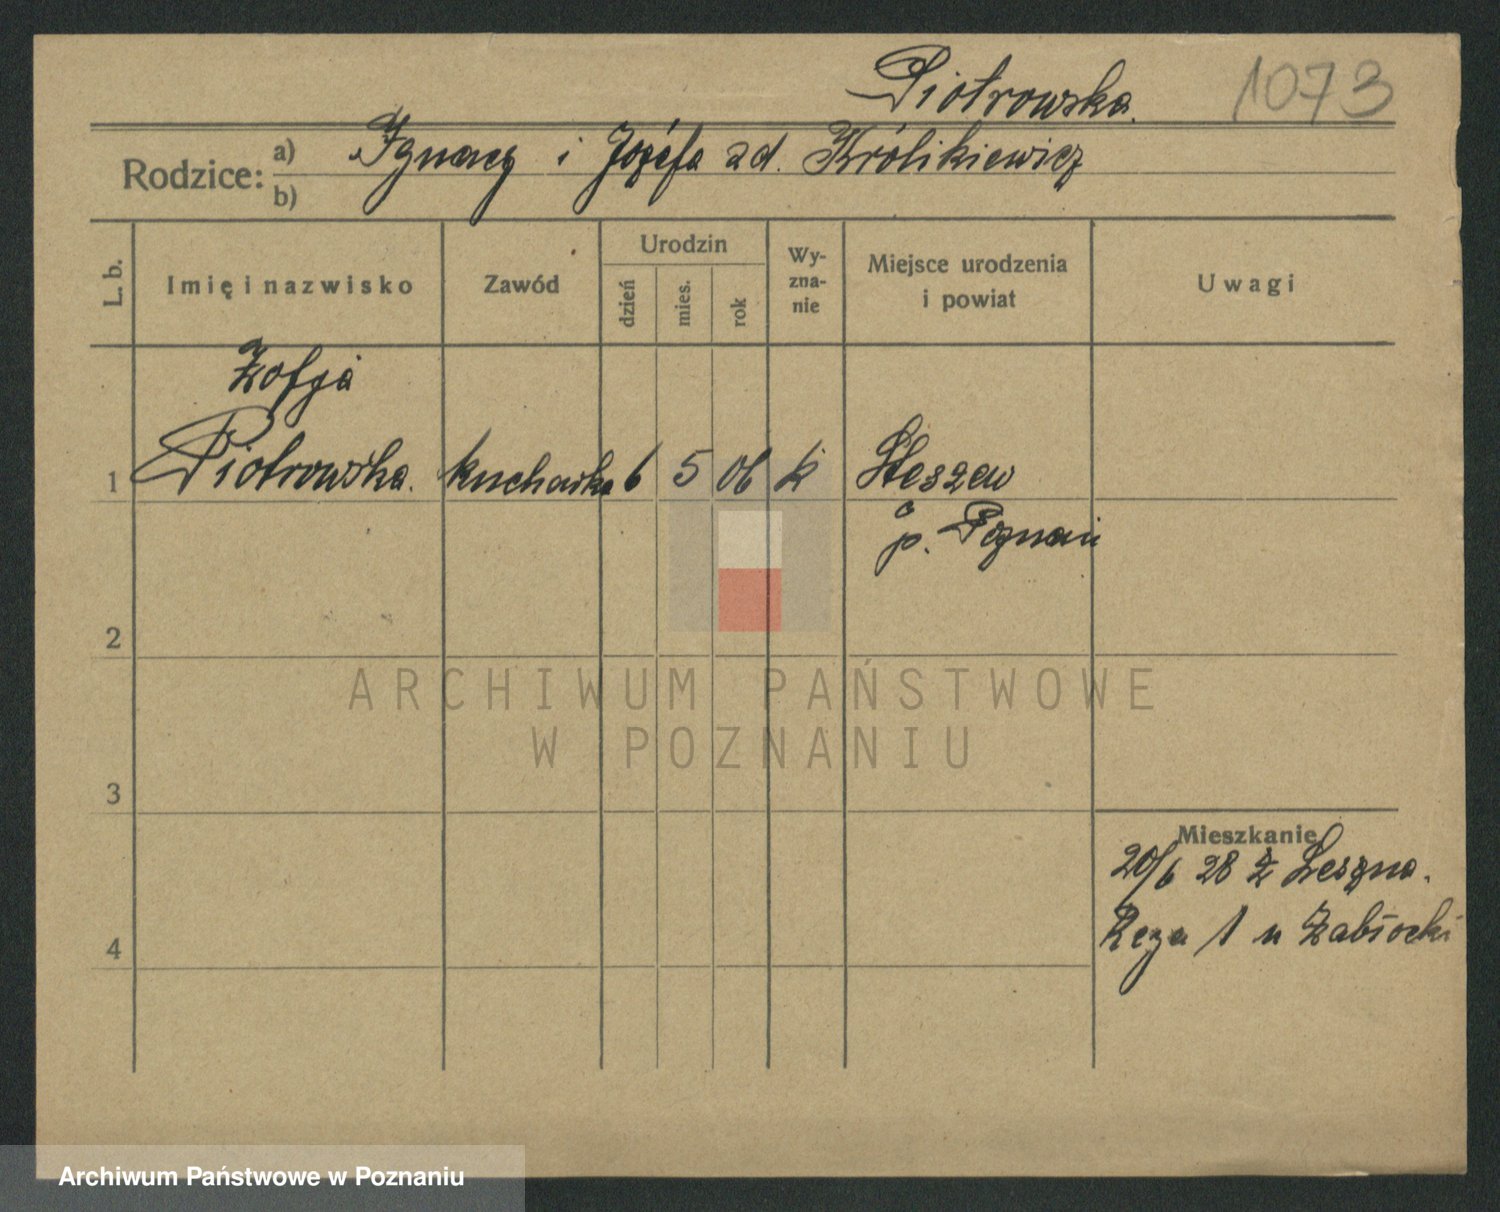 Piotrowska. 1073
Rodzice: a) Ignacy i Józefa zd. Królikiewicz
b)
L. b. Imię i nazwisko Zawód Urodzin dzień mies. rok Wy-zna-nie Miejsce urodzenia i powiat Uwagi
Zofja
1 Piotrowska. kucharka 6 5 06 k Stęszew
p. Poznań
2
ARCHIWUM PAŃSTWOWE
W POZNANIU
3
Mieszkanie
20/6 28 z Leszna.
4 1 u Zabłocki
Archiwum Państwowe w Poznaniu